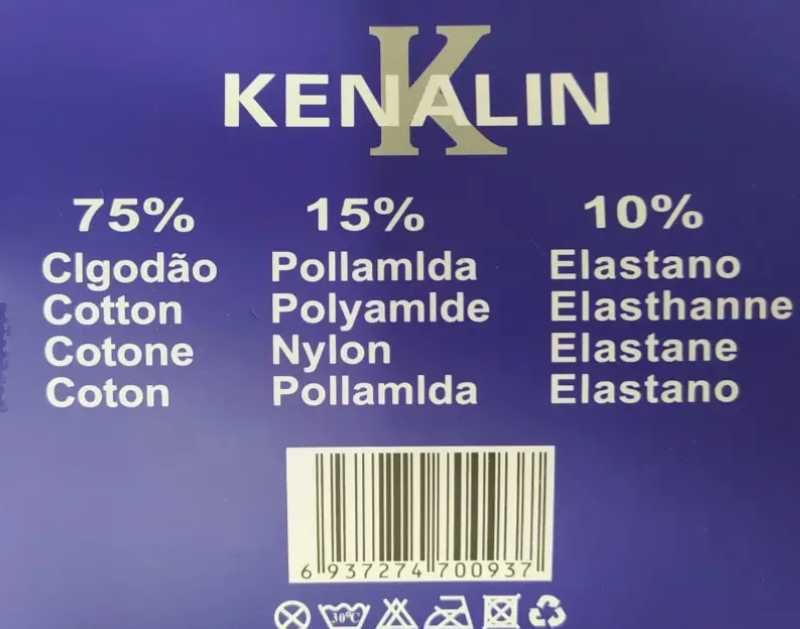 K
KENALIN
75% 15% 10%
Clgodão Pollamlda Elastano
Cotton Polyamlde Elasthanne
Cotone Nylon Elastane
Coton Pollamlda Elastano
6 937274 700937
30°C